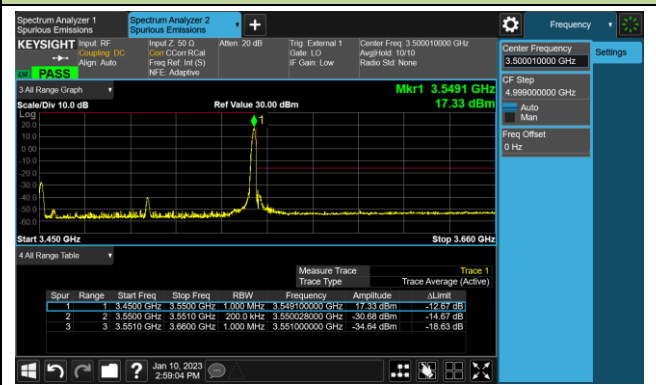 Spectrum Analyzer 1
Spurious Emissions
Spectrum Analyzer 2
Spurious Emissions
Frequency
KEYSIGHT
Input: RF
Coupling: DC
Align: Auto
Input Z: 50 Ω
Corr CCorr RCal
Freq Ref: Int (S)
NFE: Adaptive
Atten: 20 dB
Trig: External 1
Gate: LO
IF Gain: Low
Center Freq: 3.500010000 GHz
Avg|Hold: 10/10
Radio Std: None
PASS
3 All Range Graph
Scale/Div 10.0 dB
Ref Value 30.00 dBm
Mkr1 3.5491 GHz
17.33 dBm
Log
20.0
10.0
0.00
-10.0
-20.0
-30.0
-40.0
-50.0
-60.0
1
Start 3.450 GHz
Stop 3.660 GHz
4 All Range Table
Measure Trace Trace 1
Trace Type Trace Average (Active)
Spur Range Start Freq Stop Freq RBW Frequency Amplitude ΔLimit
1 1 3.4500 GHz 3.5500 GHz 1.000 MHz 3.549100000 GHz 17.33 dBm -12.67 dB
2 2 3.5500 GHz 3.5510 GHz 200.0 kHz 3.550028000 GHz -30.68 dBm -14.67 dB
3 3 3.5510 GHz 3.6600 GHz 1.000 MHz 3.551000000 GHz -34.64 dBm -18.63 dB
Center Frequency
3.500010000 GHz
Settings
CF Step
4.999000000 GHz
Auto
Man
Freq Offset
0 Hz
?
Jan 10, 2023
2:59:04 PM